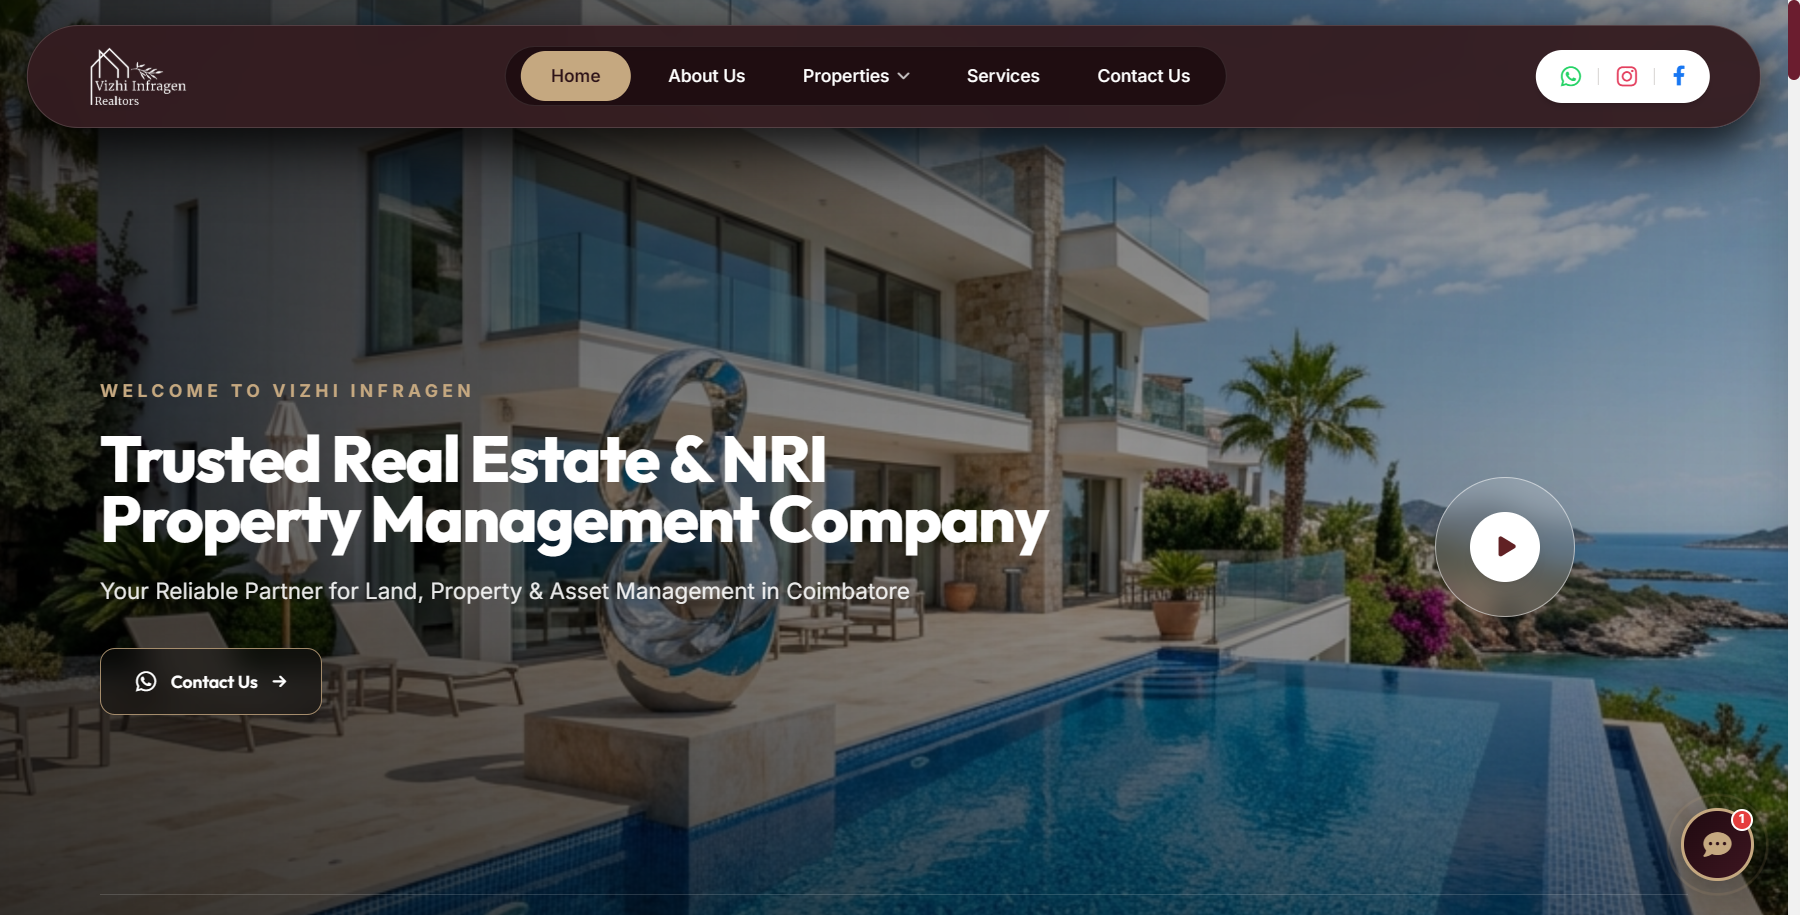 Vizhi Infragen
Realtors
Home
About Us
Properties
Services
Contact Us
WELCOME TO VIZHI INFRAGEN
Trusted Real Estate & NRI
Property Management Company
Your Reliable Partner for Land, Property & Asset Management in Coimbatore
Contact Us
1